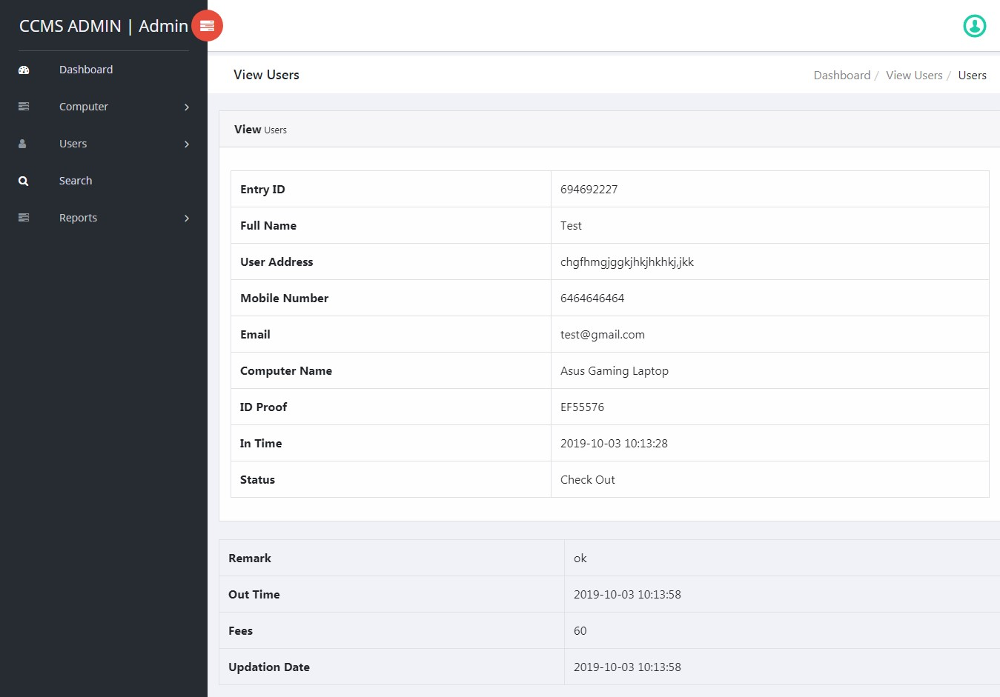 CCMS ADMIN | Admin
Dashboard
Computer
Users
Search
Reports
View Users
Dashboard / View Users / Users
View Users
Entry ID 694692227
Full Name Test
User Address chgfhmgjggkjhkjhkhkj,jkk
Mobile Number 6464646464
Email test@gmail.com
Computer Name Asus Gaming Laptop
ID Proof EF55576
In Time 2019-10-03 10:13:28
Status Check Out
Remark ok
Out Time 2019-10-03 10:13:58
Fees 60
Updation Date 2019-10-03 10:13:58